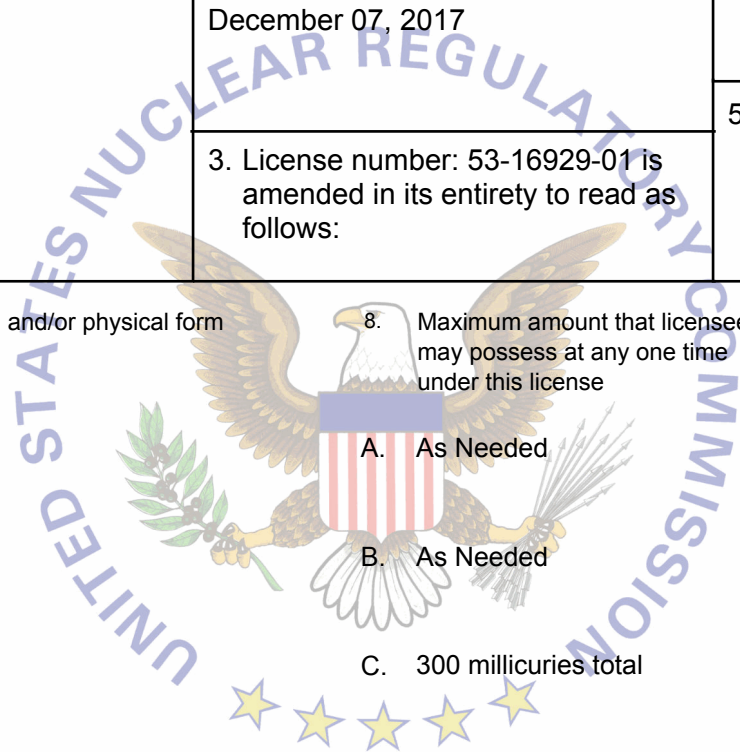 December 07, 2017
5
3. License number: 53-16929-01 is
amended in its entirety to read as
follows:
and/or physical form
8. Maximum amount that licensee
may possess at any one time
under this license
A. As Needed
B. As Needed
C. 300 millicuries total
UNITED STATES NUCLEAR REGULATORY COMMISSION